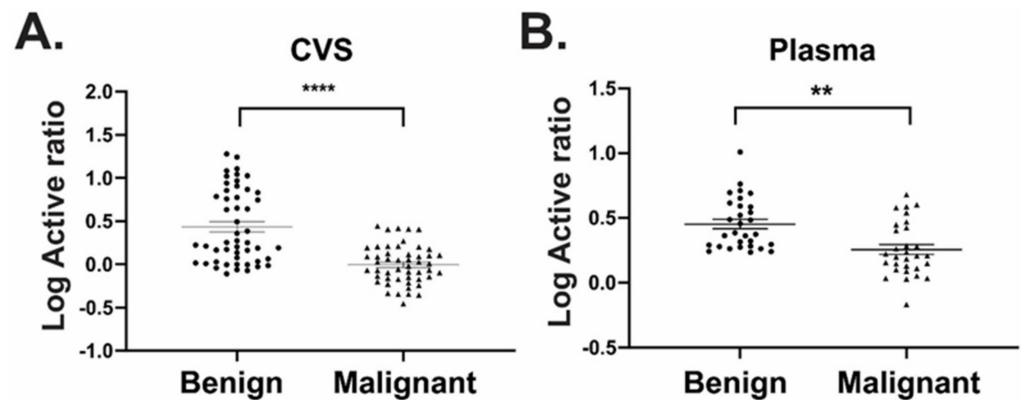 A.
CVS
****
2.0
1.5
1.0
0.5
0.0
-0.5
-1.0
Log Active ratio
Benign
Malignant
B.
Plasma
**
1.5
1.0
0.5
0.0
-0.5
Log Active ratio
Benign
Malignant